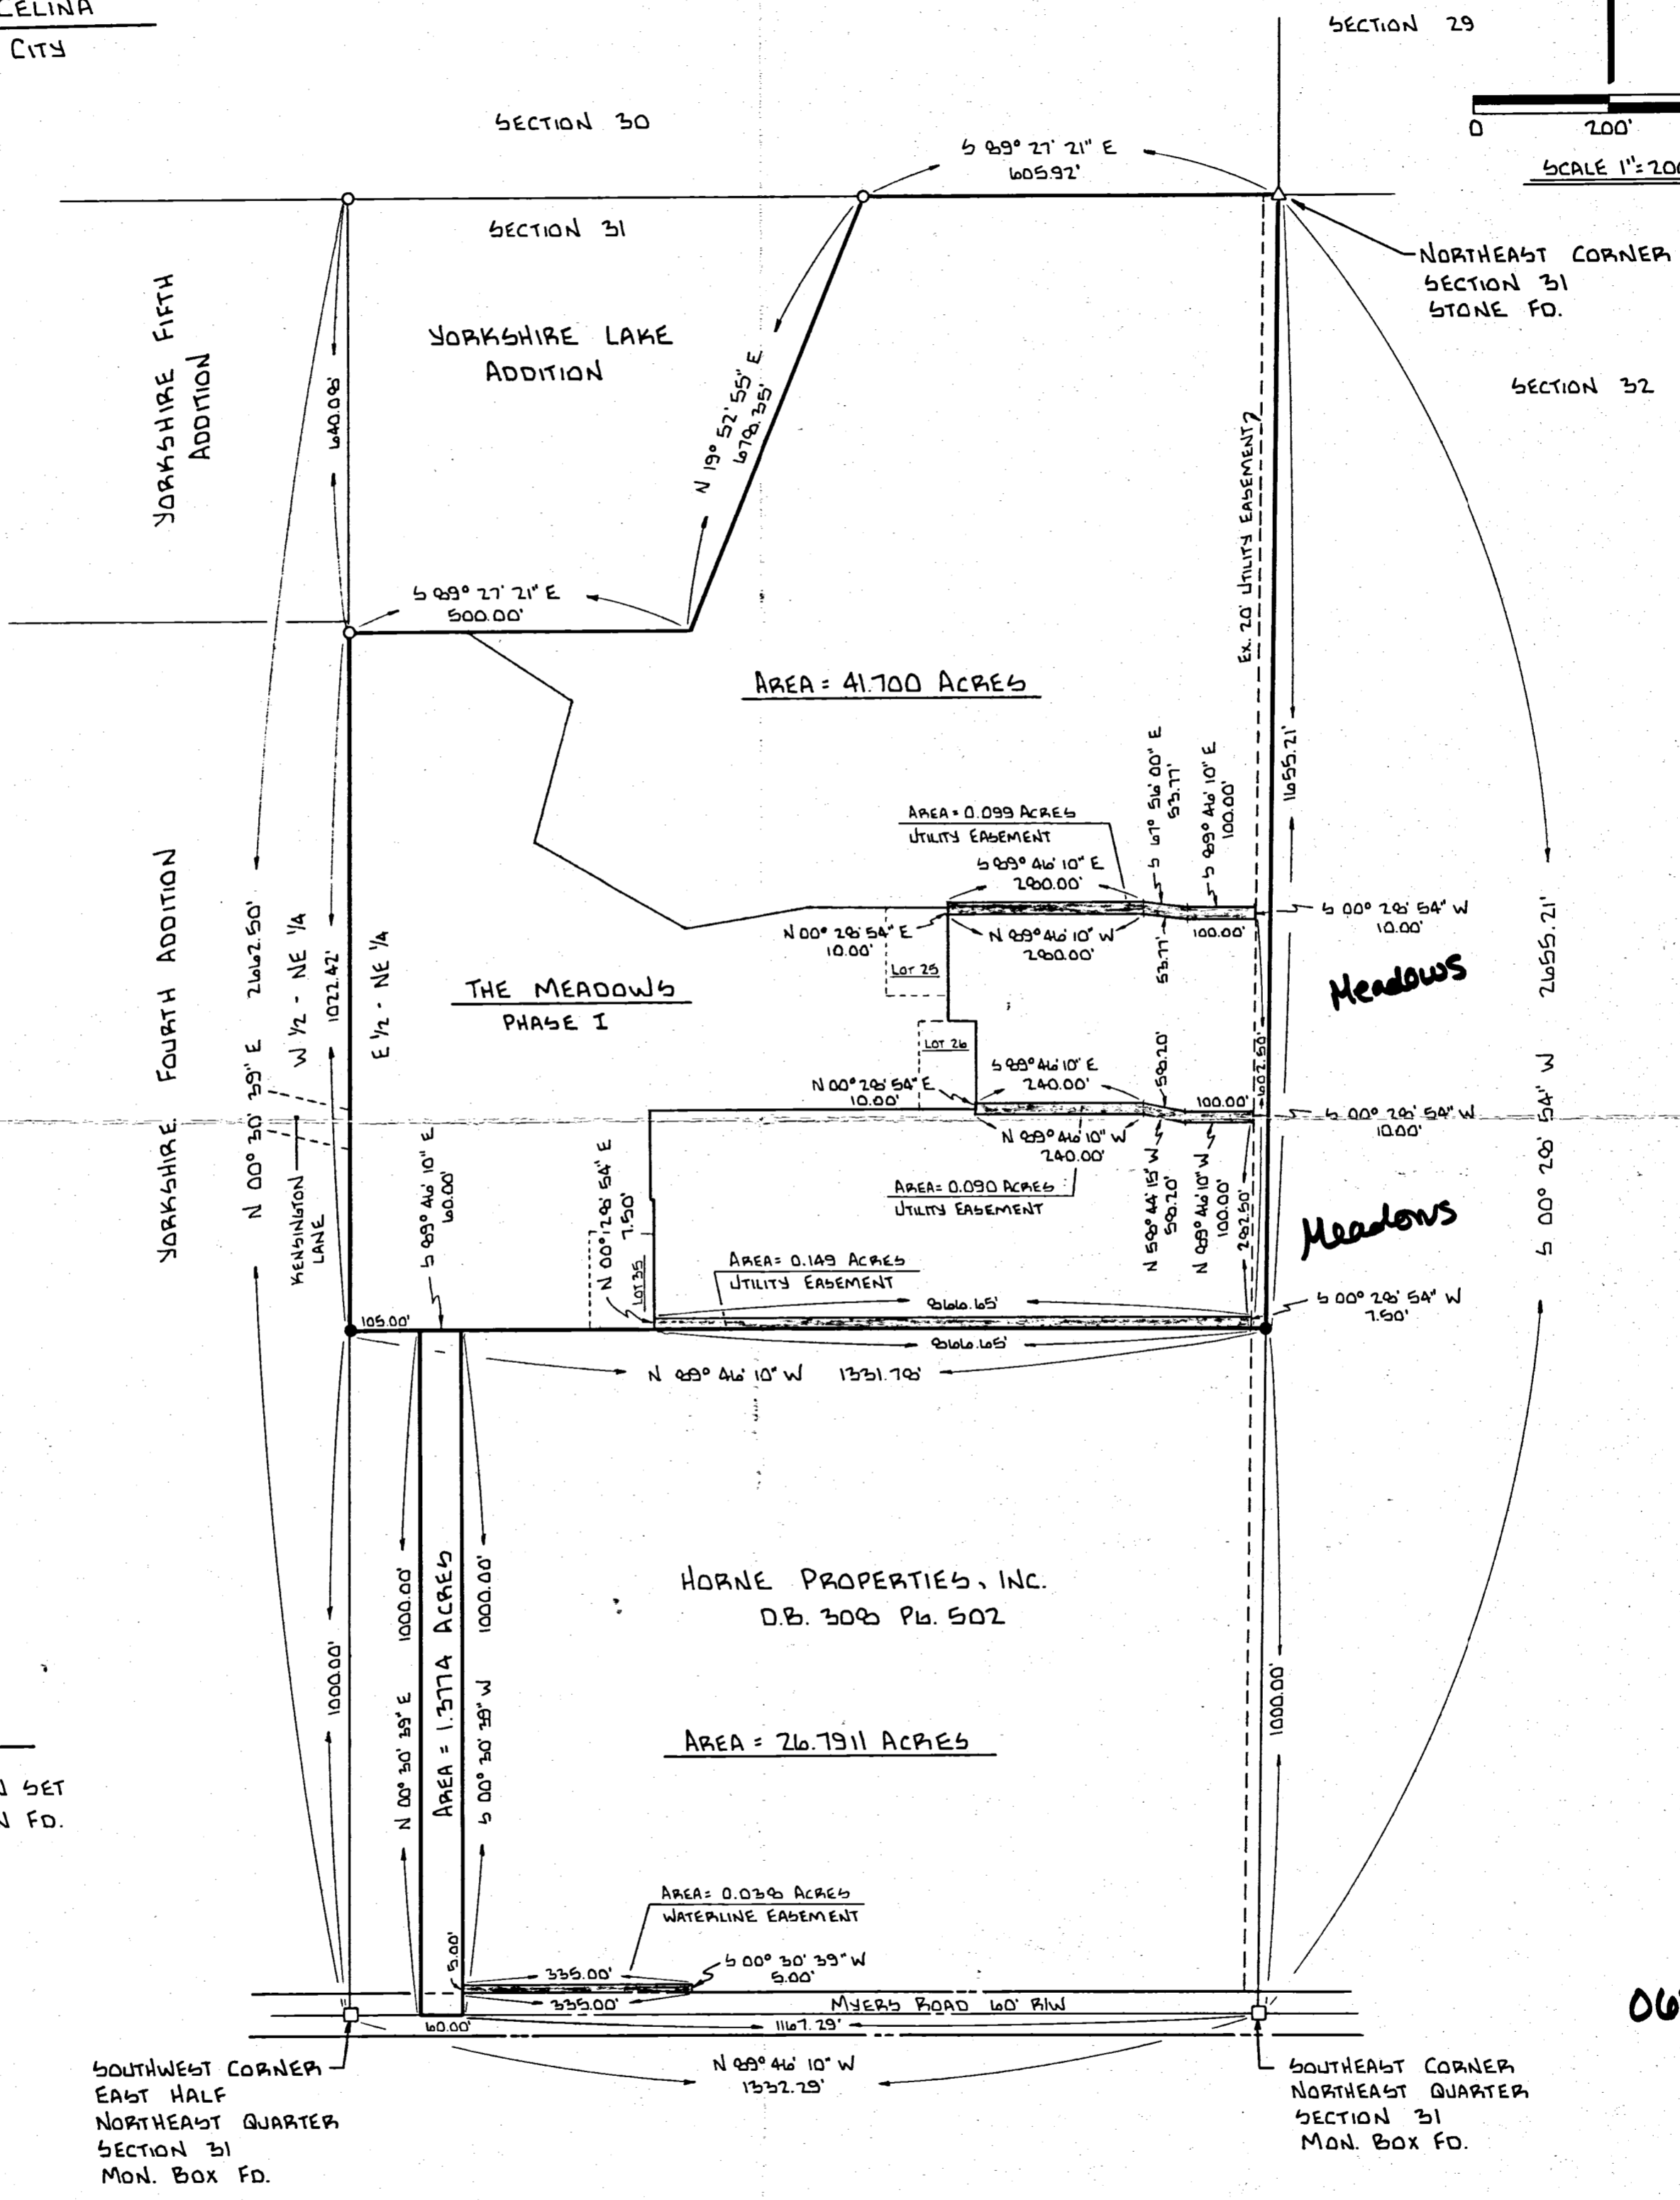 CELINA
CITY
SECTION 29
0 200'
SCALE 1"=200
SECTION 30
S 89° 27' 21" E
605.92'
SECTION 31
NORTHEAST CORNER
SECTION 31
STONE FD.
SECTION 32
YORKSHIRE FIFTH
ADDITION
YORKSHIRE LAKE
ADDITION
640.08'
N 19° 52' 55" E
678.35'
Ex. 20' UTILITY EASEMENT
S 89° 27' 21" E
500.00'
AREA = 41.700 ACRES
1655.21'
S 67° 56' 00" E
53.77'
S 89° 46' 10" E
100.00'
AREA = 0.099 ACRES
UTILITY EASEMENT
S 89° 46' 10" E
280.00'
N 00° 28' 54" E
10.00'
N 89° 46' 10" W
280.00'
53.77'
100.00'
S 00° 28' 54" W
10.00'
Meadows
2655.21'
S 00° 28' 54" W
YORKSHIRE FOURTH ADDITION
N 00° 30' 39" E 2662.50'
W 1/2 - NE 1/4
1022.42'
E 1/2 - NE 1/4
THE MEADOWS
PHASE I
LOT 25
LOT 26
S 89° 46' 10" E
240.00'
58.20'
602.50'
N 00° 28' 54" E
10.00'
100.00'
S 00° 28' 54" W
10.00'
N 89° 46' 10" W
240.00'
N 58° 44' 15" W
58.20'
N 89° 46' 10" W
100.00'
282.50'
AREA = 0.090 ACRES
UTILITY EASEMENT
Meadows
KENSINGTON
LANE
S 89° 46' 10" E
60.00'
N 00° 28' 54" E
7.50'
LOT 35
AREA = 0.149 ACRES
UTILITY EASEMENT
866.65'
S 00° 28' 54" W
7.50'
105.00'
866.65'
N 89° 46' 10" W 1331.78'
1000.00'
N 00° 30' 39" E 1000.00'
AREA = 1.3774 ACRES
S 00° 30' 39" W 1000.00'
HORNE PROPERTIES, INC.
D.B. 308 PG. 502
1000.00'
AREA = 26.7911 ACRES
SET
FD.
AREA = 0.038 ACRES
WATERLINE EASEMENT
5.00'
335.00'
S 00° 30' 39" W
5.00'
335.00'
MYERS ROAD 60' R/W
60.00'
1167.29'
N 89° 46' 10" W
1332.29'
06
SOUTHWEST CORNER
EAST HALF
NORTHEAST QUARTER
SECTION 31
MON. BOX FD.
SOUTHEAST CORNER
NORTHEAST QUARTER
SECTION 31
MON. BOX FD.